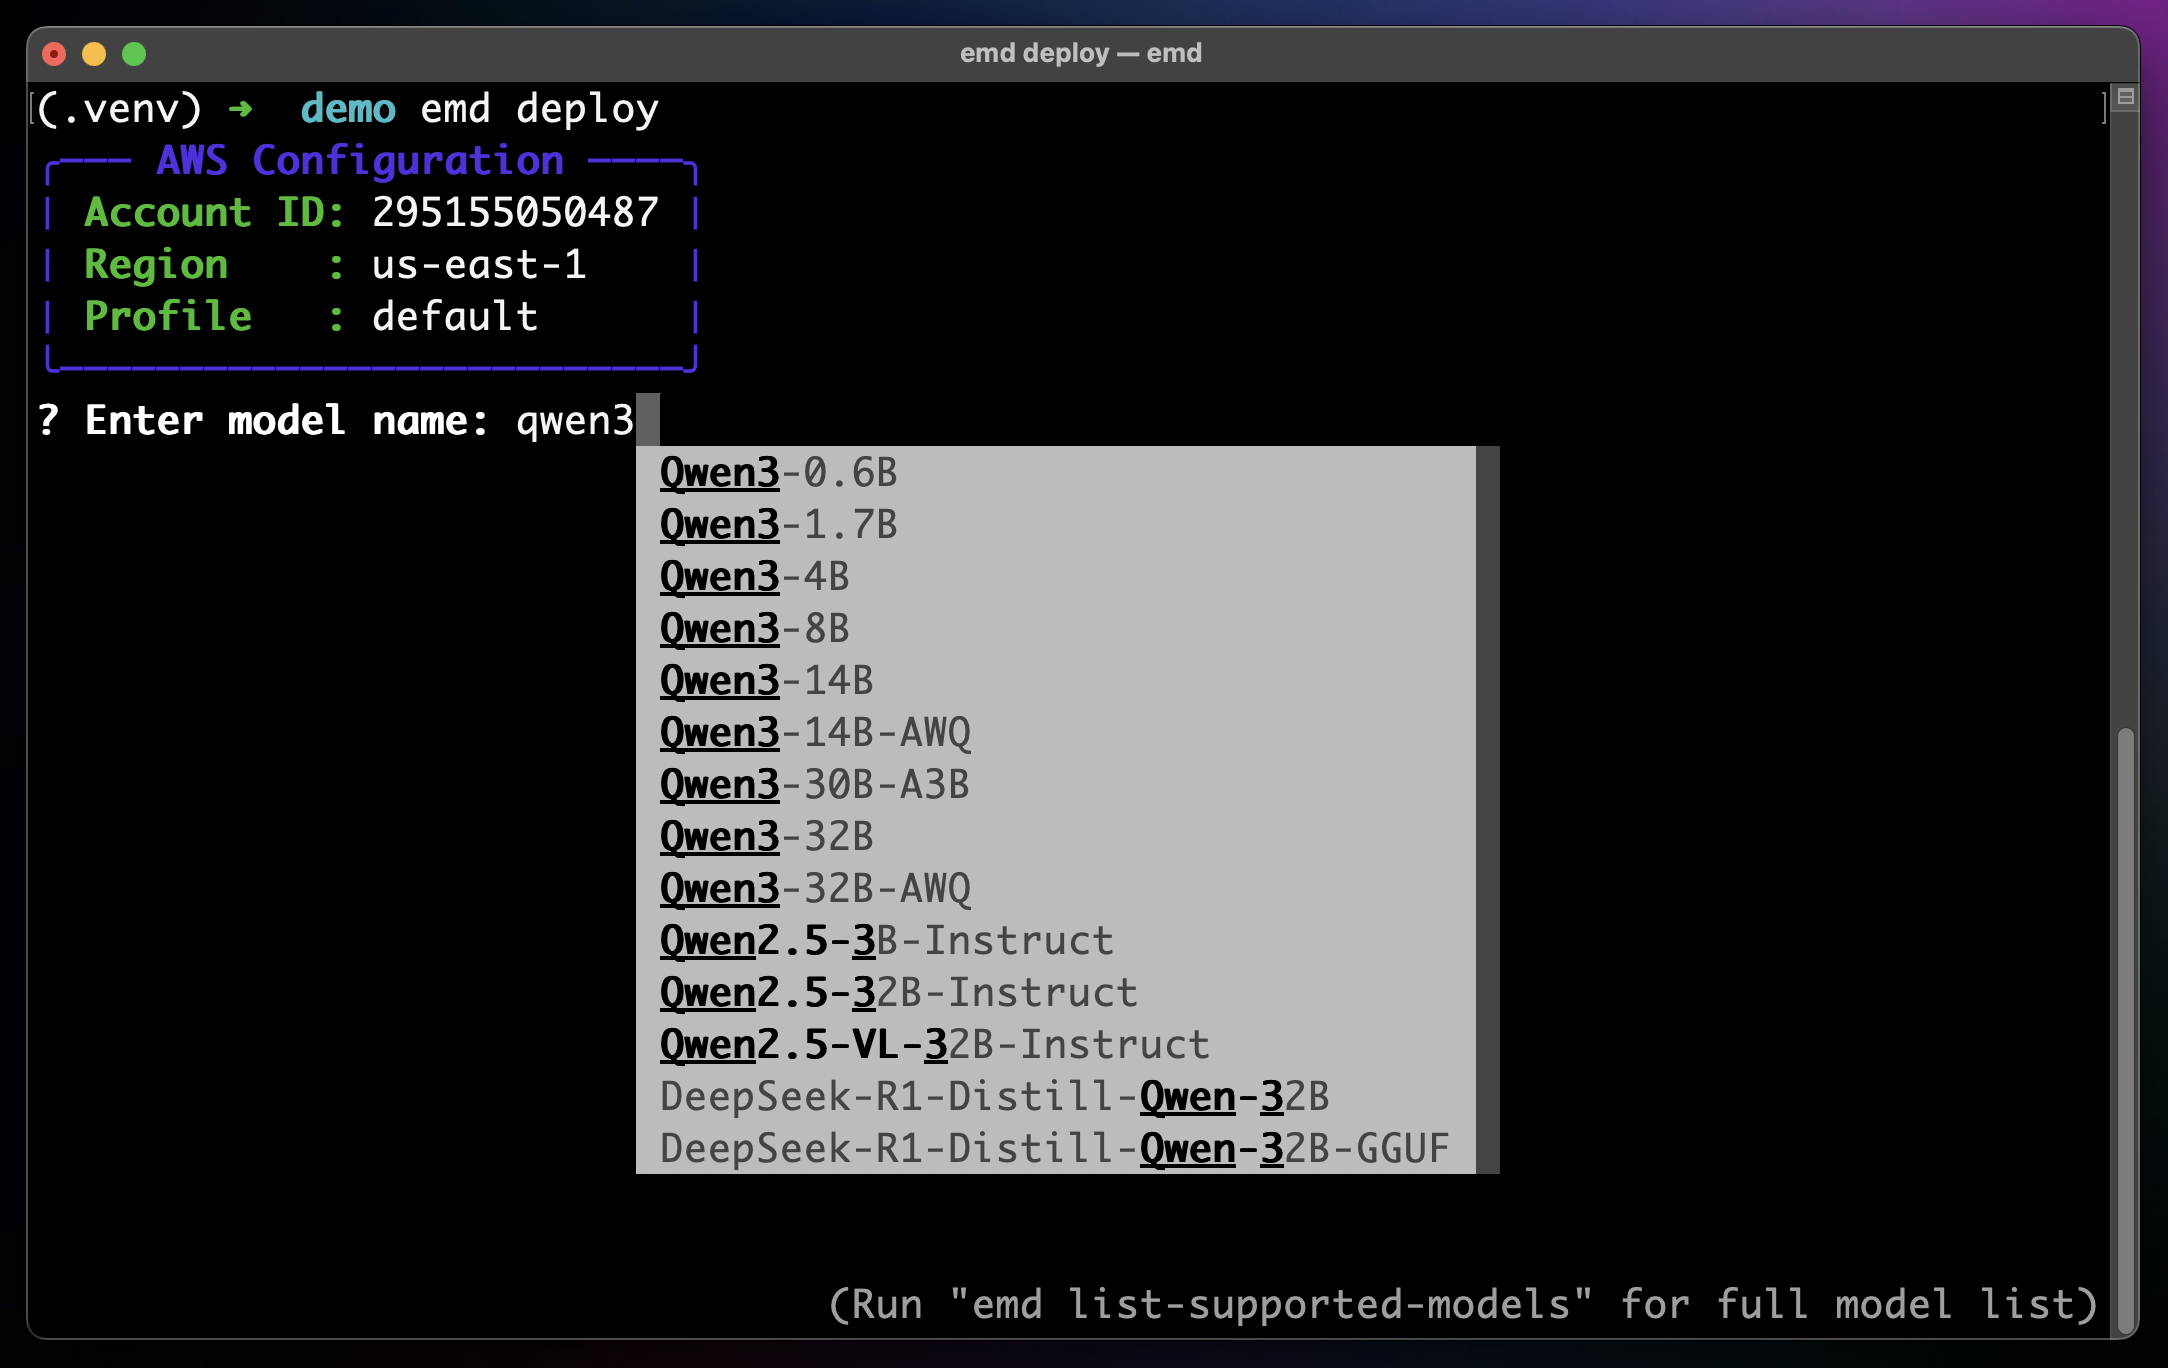 emd deploy — emd
(.venv) ➜ demo emd deploy
AWS Configuration
Account ID: 295155050487
Region : us-east-1
Profile : default
? Enter model name: qwen3
Qwen3-0.6B
Qwen3-1.7B
Qwen3-4B
Qwen3-8B
Qwen3-14B
Qwen3-14B-AWQ
Qwen3-30B-A3B
Qwen3-32B
Qwen3-32B-AWQ
Qwen2.5-3B-Instruct
Qwen2.5-32B-Instruct
Qwen2.5-VL-32B-Instruct
DeepSeek-R1-Distill-Qwen-32B
DeepSeek-R1-Distill-Qwen-32B-GGUF
(Run "emd list-supported-models" for full model list)